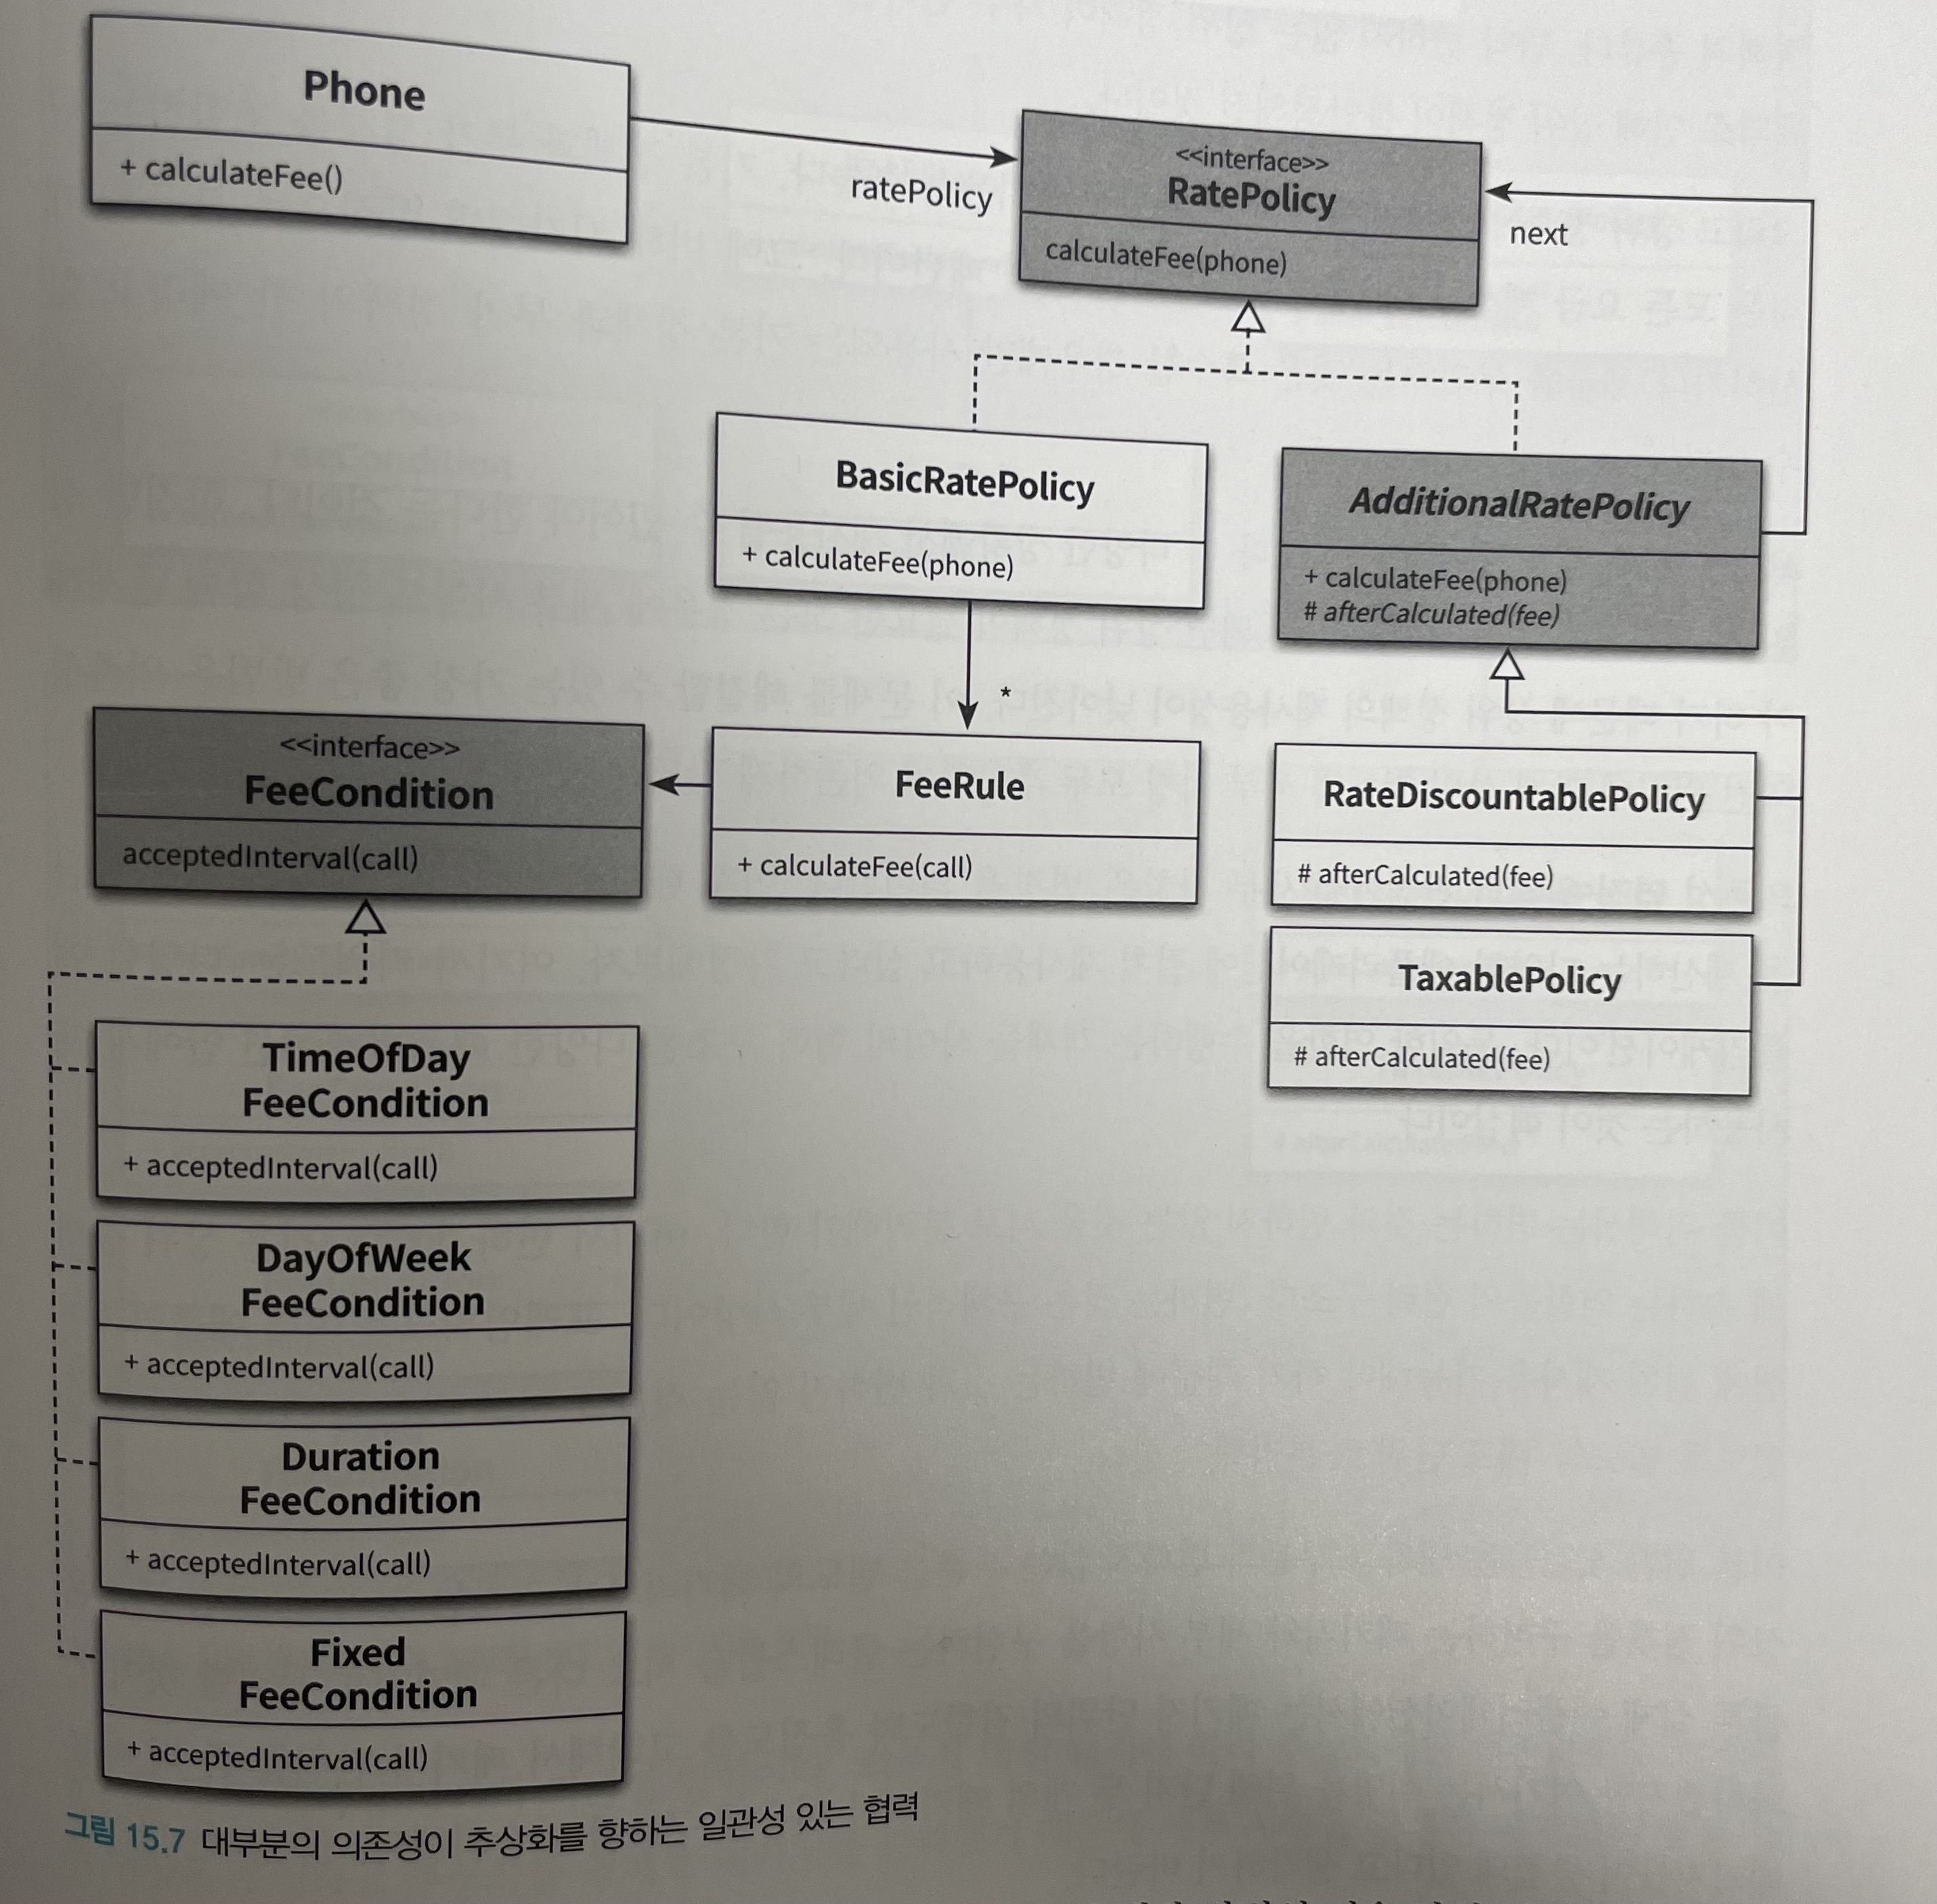 Phone
+ calculateFee()
ratePolicy
<<interface>>
RatePolicy
calculateFee(phone)
next
BasicRatePolicy
+ calculateFee(phone)
AdditionalRatePolicy
+ calculateFee(phone)
# afterCalculated(fee)
*
<<interface>>
FeeCondition
acceptedInterval(call)
FeeRule
+ calculateFee(call)
RateDiscountablePolicy
# afterCalculated(fee)
TaxablePolicy
# afterCalculated(fee)
TimeOfDay
FeeCondition
+ acceptedInterval(call)
DayOfWeek
FeeCondition
+ acceptedInterval(call)
Duration
FeeCondition
+ acceptedInterval(call)
Fixed
FeeCondition
+ acceptedInterval(call)
그림 15.7 대부분의 의존성이 추상화를 향하는 일관성 있는 협력